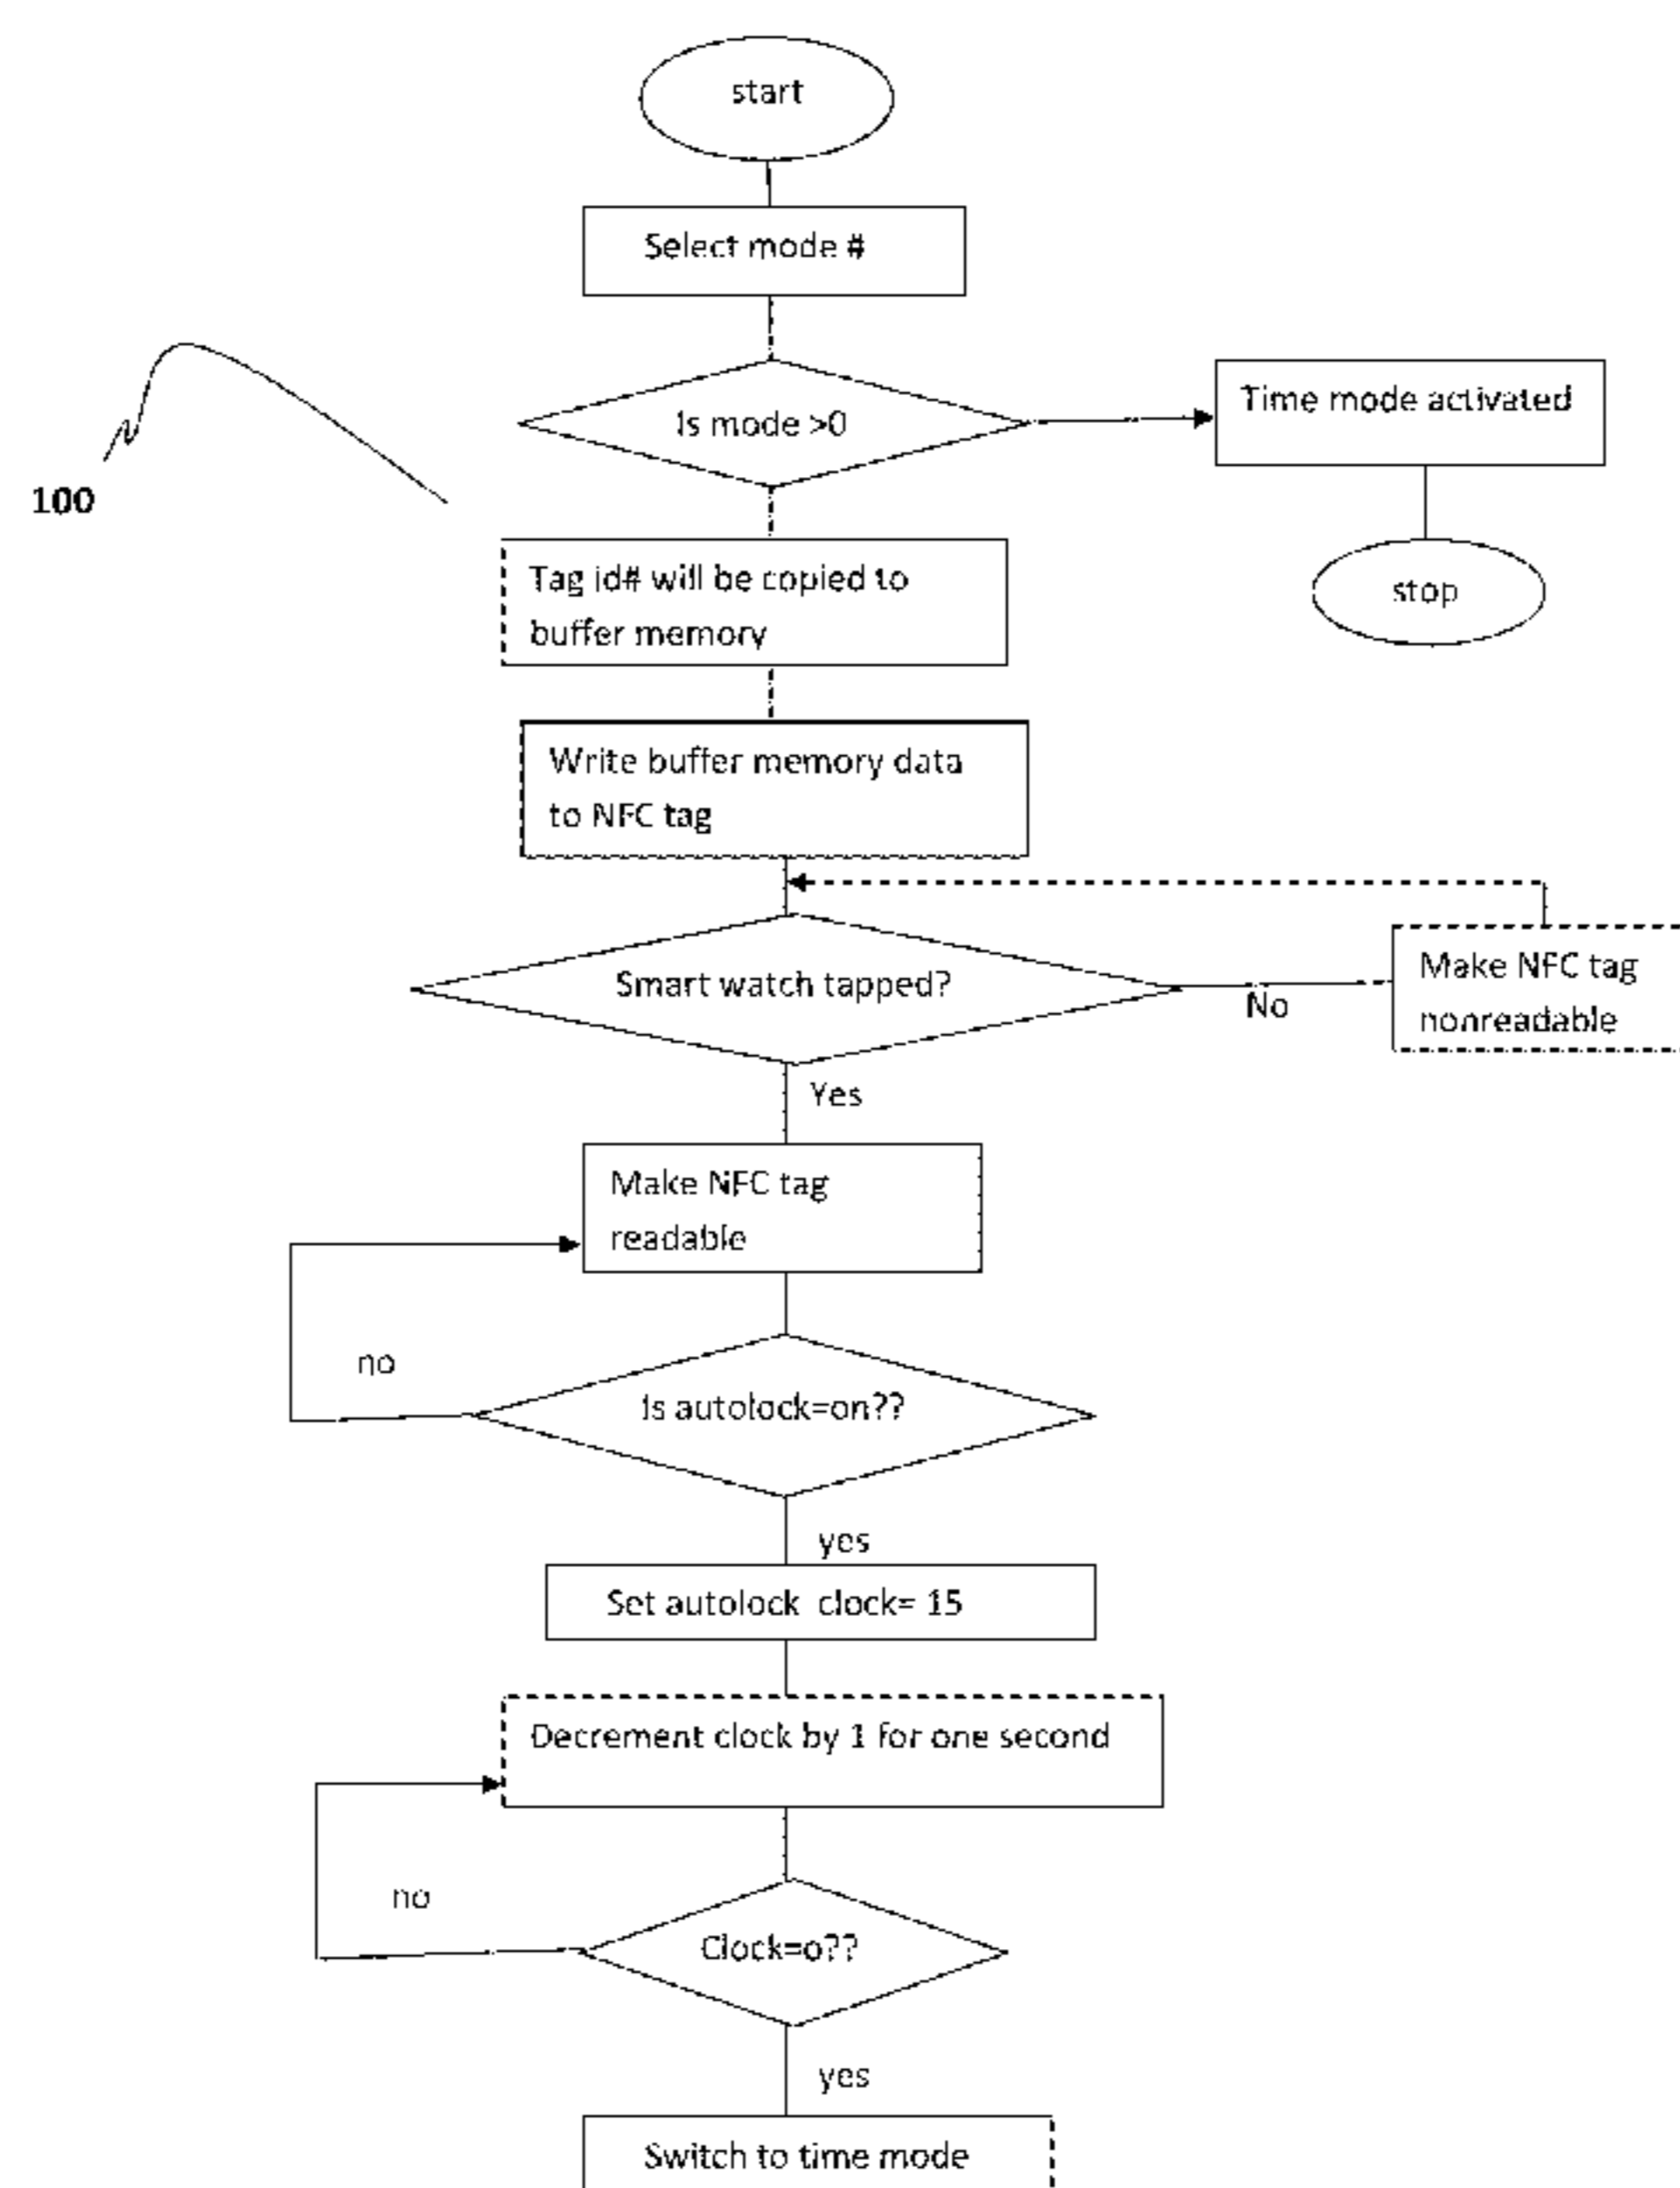 start
Select mode #
Is mode >0
Time mode activated
100
Tag id# will be copied to
buffer memory
stop
Write buffer memory data
to NFC tag
Smart watch tapped?
No
Make NFC tag
nonreadable
Yes
Make NFC tag
readable
no
Is autolock=on??
yes
Set autolock clock= 15
Decrement clock by 1 for one second
no
Clock=o??
yes
Switch to time mode